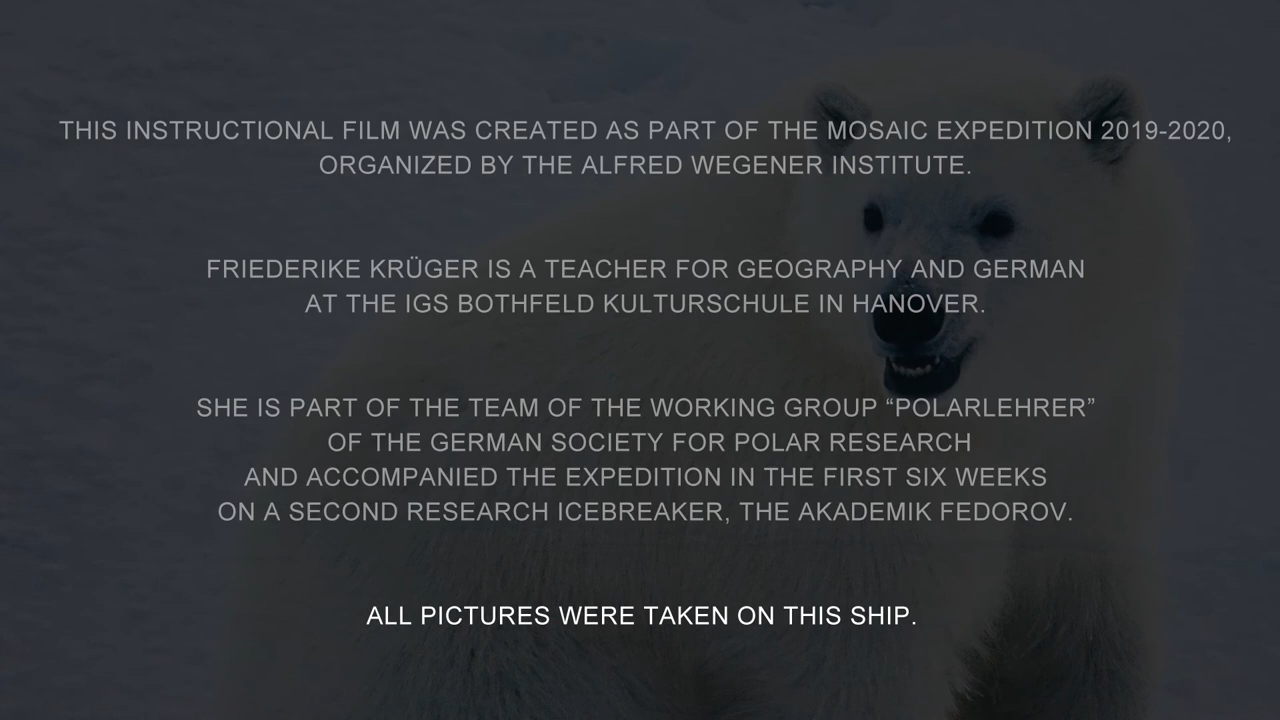 THIS INSTRUCTIONAL FILM WAS CREATED AS PART OF THE MOSAIC EXPEDITION 2019-2020,
ORGANIZED BY THE ALFRED WEGENER INSTITUTE.
FRIEDERIKE KRÜGER IS A TEACHER FOR GEOGRAPHY AND GERMAN
AT THE IGS BOTHFELD KULTURSCHULE IN HANOVER.
SHE IS PART OF THE TEAM OF THE WORKING GROUP “POLARLEHRER”
OF THE GERMAN SOCIETY FOR POLAR RESEARCH
AND ACCOMPANIED THE EXPEDITION IN THE FIRST SIX WEEKS
ON A SECOND RESEARCH ICEBREAKER, THE AKADEMIK FEDOROV.
ALL PICTURES WERE TAKEN ON THIS SHIP.